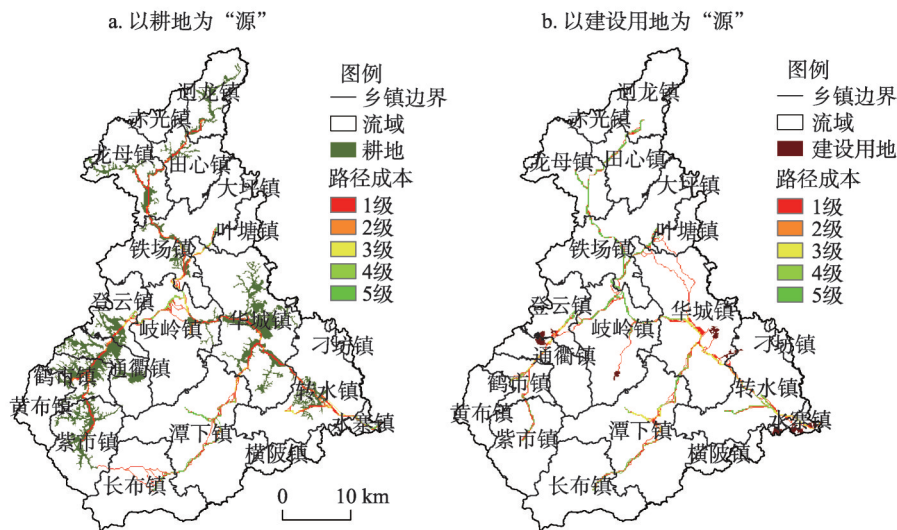 a. 以耕地为“源”
图例
乡镇边界
流域
耕地
路径成本
1级
2级
3级
4级
5级
迴龙镇
赤光镇
龙母镇
田心镇
大坪镇
叶塘镇
铁场镇
登云镇
岐岭镇
华城镇
刁坊镇
通衢镇
鹤市镇
黄布镇
紫市镇
转水镇
水寨镇
潭下镇
横陂镇
长布镇
0 10 km
b. 以建设用地为“源”
图例
乡镇边界
流域
建设用地
路径成本
1级
2级
3级
4级
5级
迴龙镇
赤光镇
龙母镇
田心镇
大坪镇
叶塘镇
铁场镇
登云镇
岐岭镇
华城镇
刁坊镇
通衢镇
鹤市镇
黄布镇
紫市镇
转水镇
水寨镇
潭下镇
横陂镇
长布镇